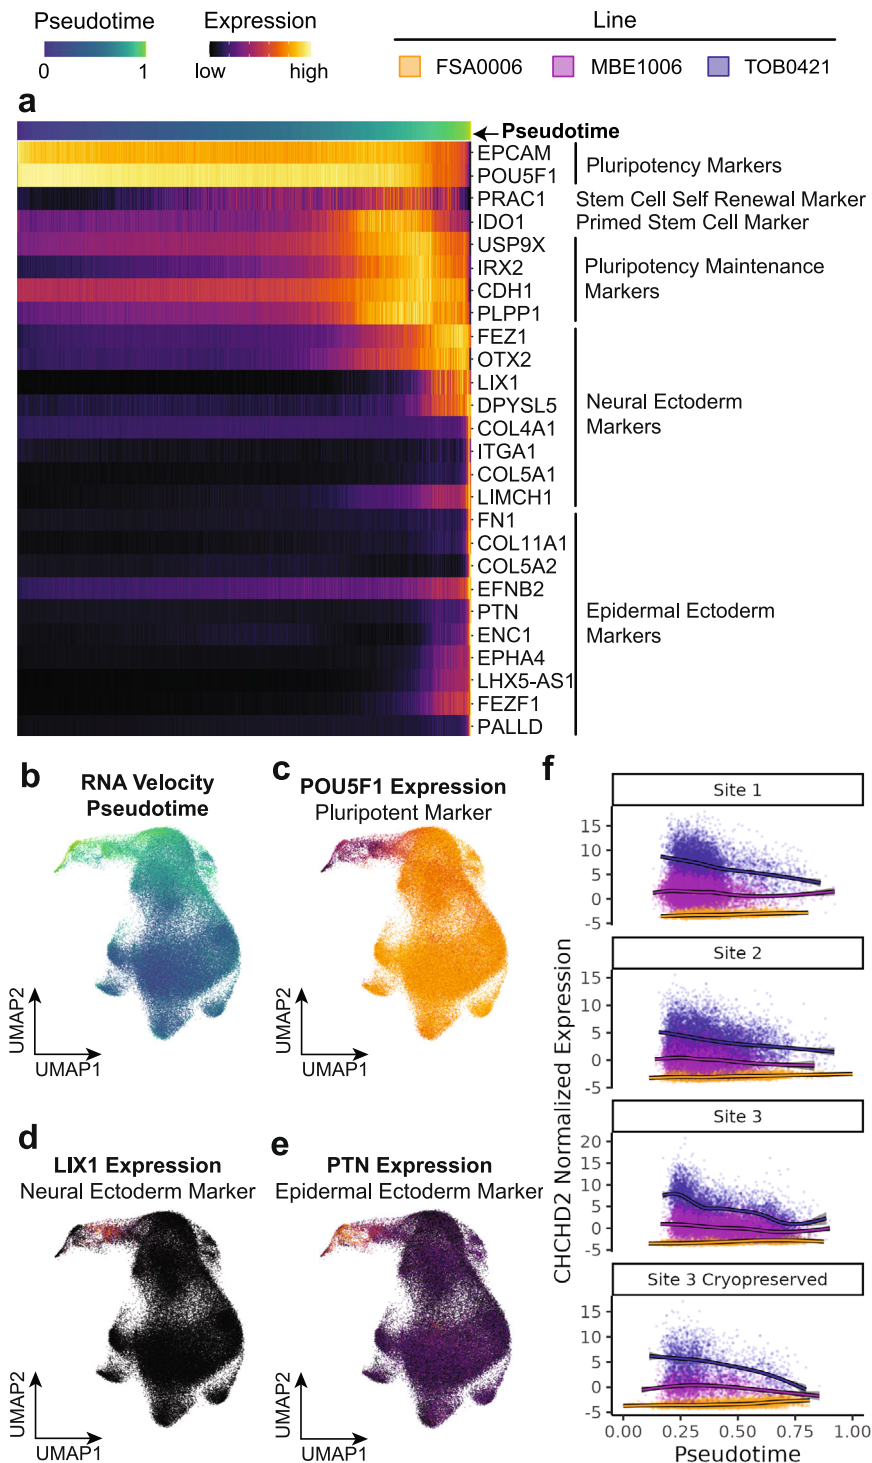 Pseudotime
Expression
Line
0
1
low
high
FSA0006
MBE1006
TOB0421
a
Pseudotime
EPCAM
POU5F1
PRAC1
IDO1
USP9X
IRX2
CDH1
PLPP1
FEZ1
OTX2
LIX1
DPYSL5
COL4A1
ITGA1
COL5A1
LIMCH1
FN1
COL11A1
COL5A2
EFNB2
PTN
ENC1
EPHA4
LHX5-AS1
FEZF1
PALLD
Pluripotency Markers
Stem Cell Self Renewal Marker
Primed Stem Cell Marker
Pluripotency Maintenance
Markers
Neural Ectoderm
Markers
Epidermal Ectoderm
Markers
b
RNA Velocity
Pseudotime
UMAP2
UMAP1
c
POU5F1 Expression
Pluripotent Marker
UMAP2
UMAP1
d
LIX1 Expression
Neural Ectoderm Marker
UMAP2
UMAP1
e
PTN Expression
Epidermal Ectoderm Marker
UMAP2
UMAP1
f
CHCHD2 Normalized Expression
Site 1
15
10
5
0
-5
Site 2
15
10
5
0
-5
Site 3
20
15
10
5
0
-5
Site 3 Cryopreserved
15
10
5
0
-5
0.00
0.25
0.50
0.75
1.00
Pseudotime